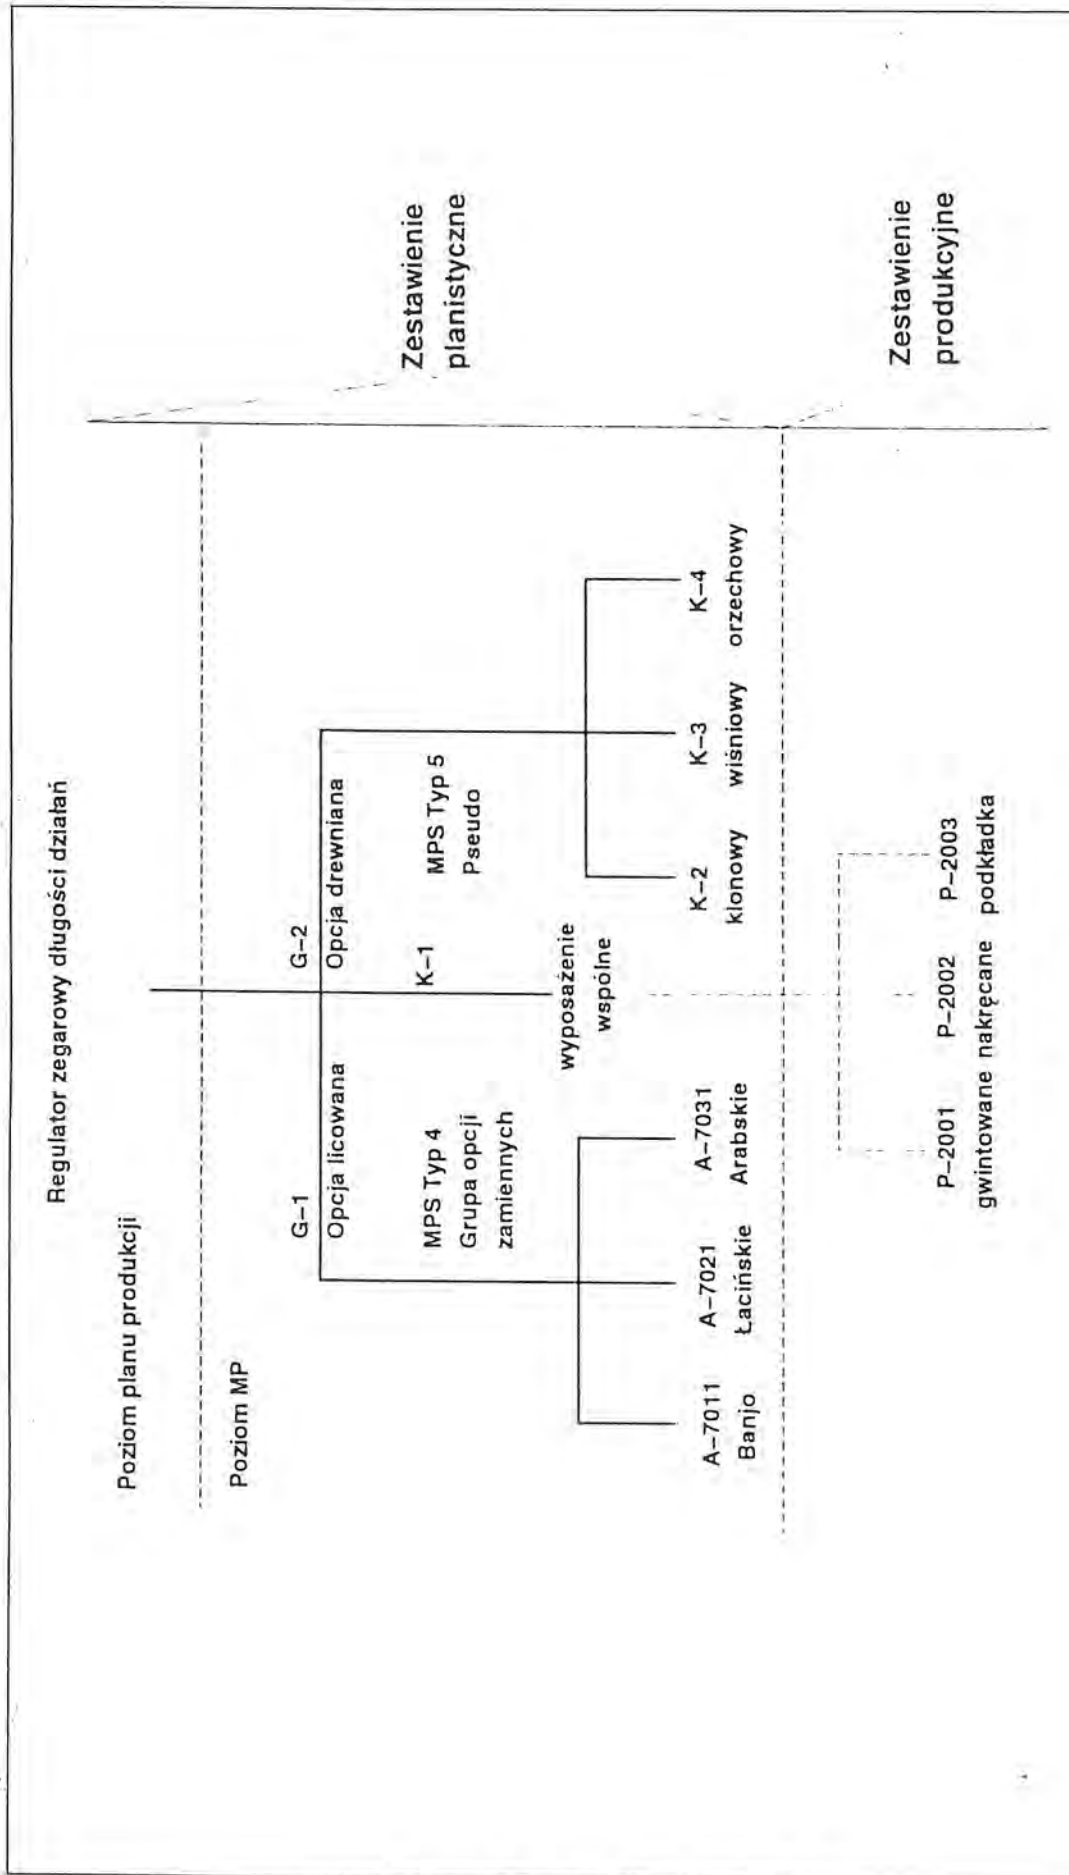 Regulator zegarowy długości działań
Poziom planu produkcji
Poziom MP
G–1
Opcja licowana
G–2
Opcja drewniana
MPS Typ 4
Grupa opcji
zamiennych
K–1
MPS Typ 5
Pseudo
wyposażenie
wspólne
A–7011
Banjo
A–7021
Łacińskie
A–7031
Arabskie
K–2
klonowy
K–3
wiśniowy
K–4
orzechowy
P–2001
gwintowane
P–2002
nakręcane
P–2003
podkładka
Zestawienie
planistyczne
Zestawienie
produkcyjne